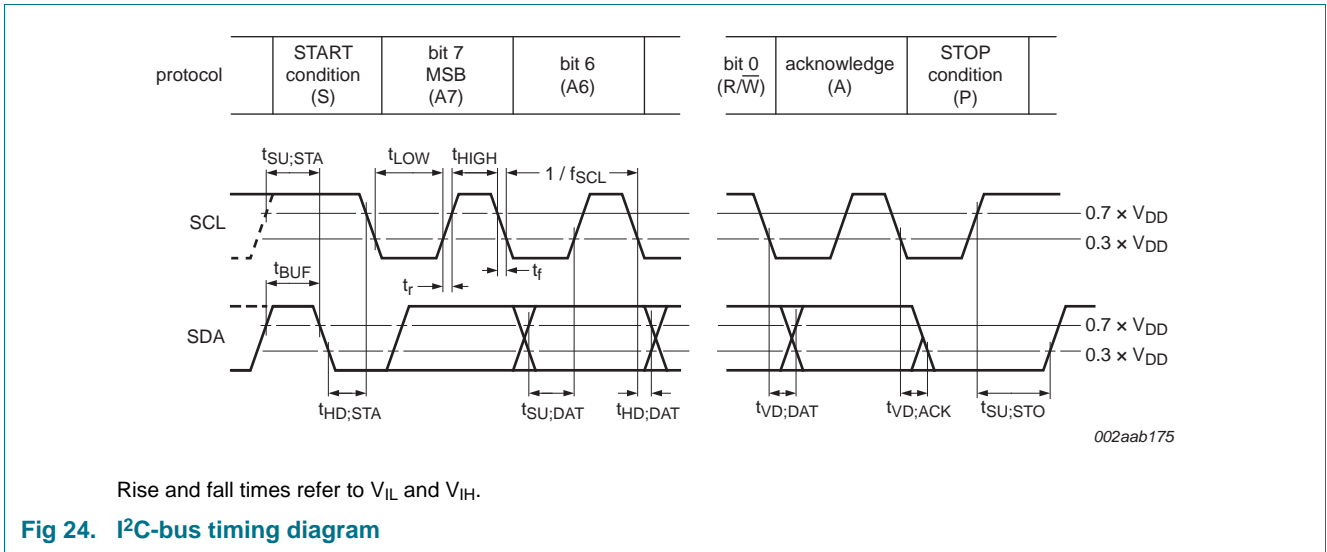 protocol
START condition (S)
bit 7 MSB (A7)
bit 6 (A6)
bit 0 (R/W̅)
acknowledge (A)
STOP condition (P)
tSU;STA
tLOW
tHIGH
1 / fSCL
SCL
0.7 × VDD
0.3 × VDD
tBUF
tr
tf
SDA
0.7 × VDD
0.3 × VDD
tHD;STA
tSU;DAT
tHD;DAT
tVD;DAT
tVD;ACK
tSU;STO
002aab175
Rise and fall times refer to VIL and VIH.
Fig 24. I²C-bus timing diagram